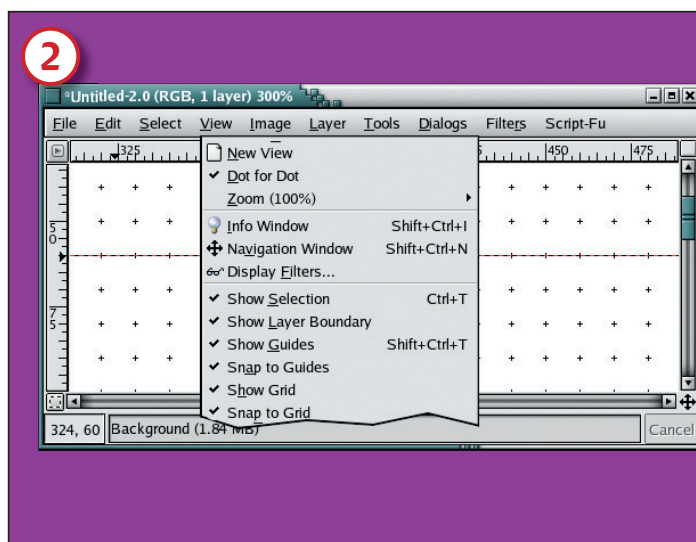 2
*Untitled-2.0 (RGB, 1 layer) 300%
File Edit Select View Image Layer Tools Dialogs Filters Script-Fu
325 450 475
New View
Dot for Dot
Zoom (100%)
50
Info Window Shift+Ctrl+I
Navigation Window Shift+Ctrl+N
Display Filters...
Show Selection Ctrl+T
75
Show Layer Boundary
Show Guides Shift+Ctrl+T
Snap to Guides
Show Grid
Snap to Grid
324, 60 Background (1.84 MB) Cancel